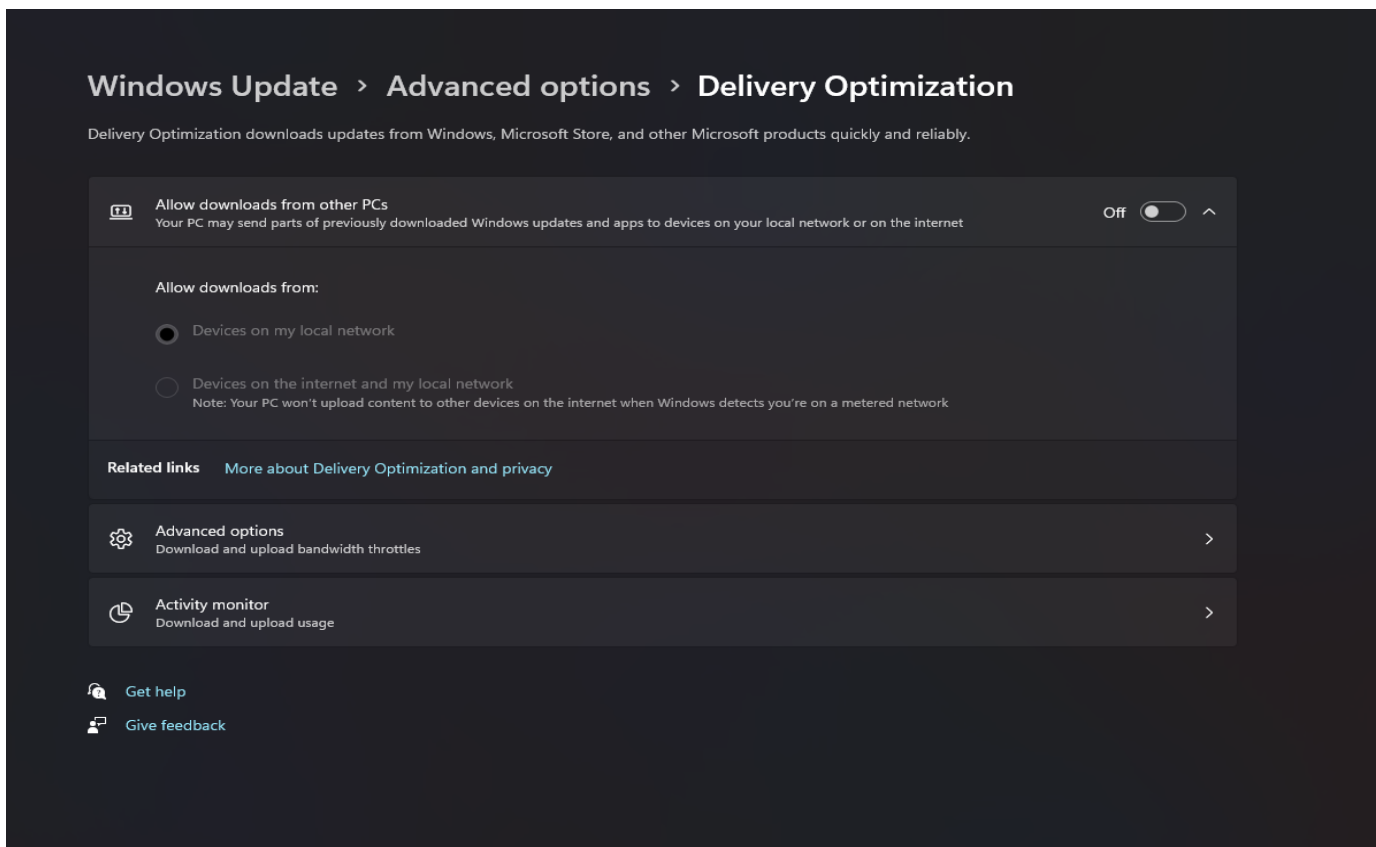 Windows Update > Advanced options > Delivery Optimization
Delivery Optimization downloads updates from Windows, Microsoft Store, and other Microsoft products quickly and reliably.
Allow downloads from other PCs
Your PC may send parts of previously downloaded Windows updates and apps to devices on your local network or on the internet
Off
Allow downloads from:
Devices on my local network
Devices on the internet and my local network
Note: Your PC won't upload content to other devices on the internet when Windows detects you're on a metered network
Related links More about Delivery Optimization and privacy
Advanced options
Download and upload bandwidth throttles
Activity monitor
Download and upload usage
Get help
Give feedback